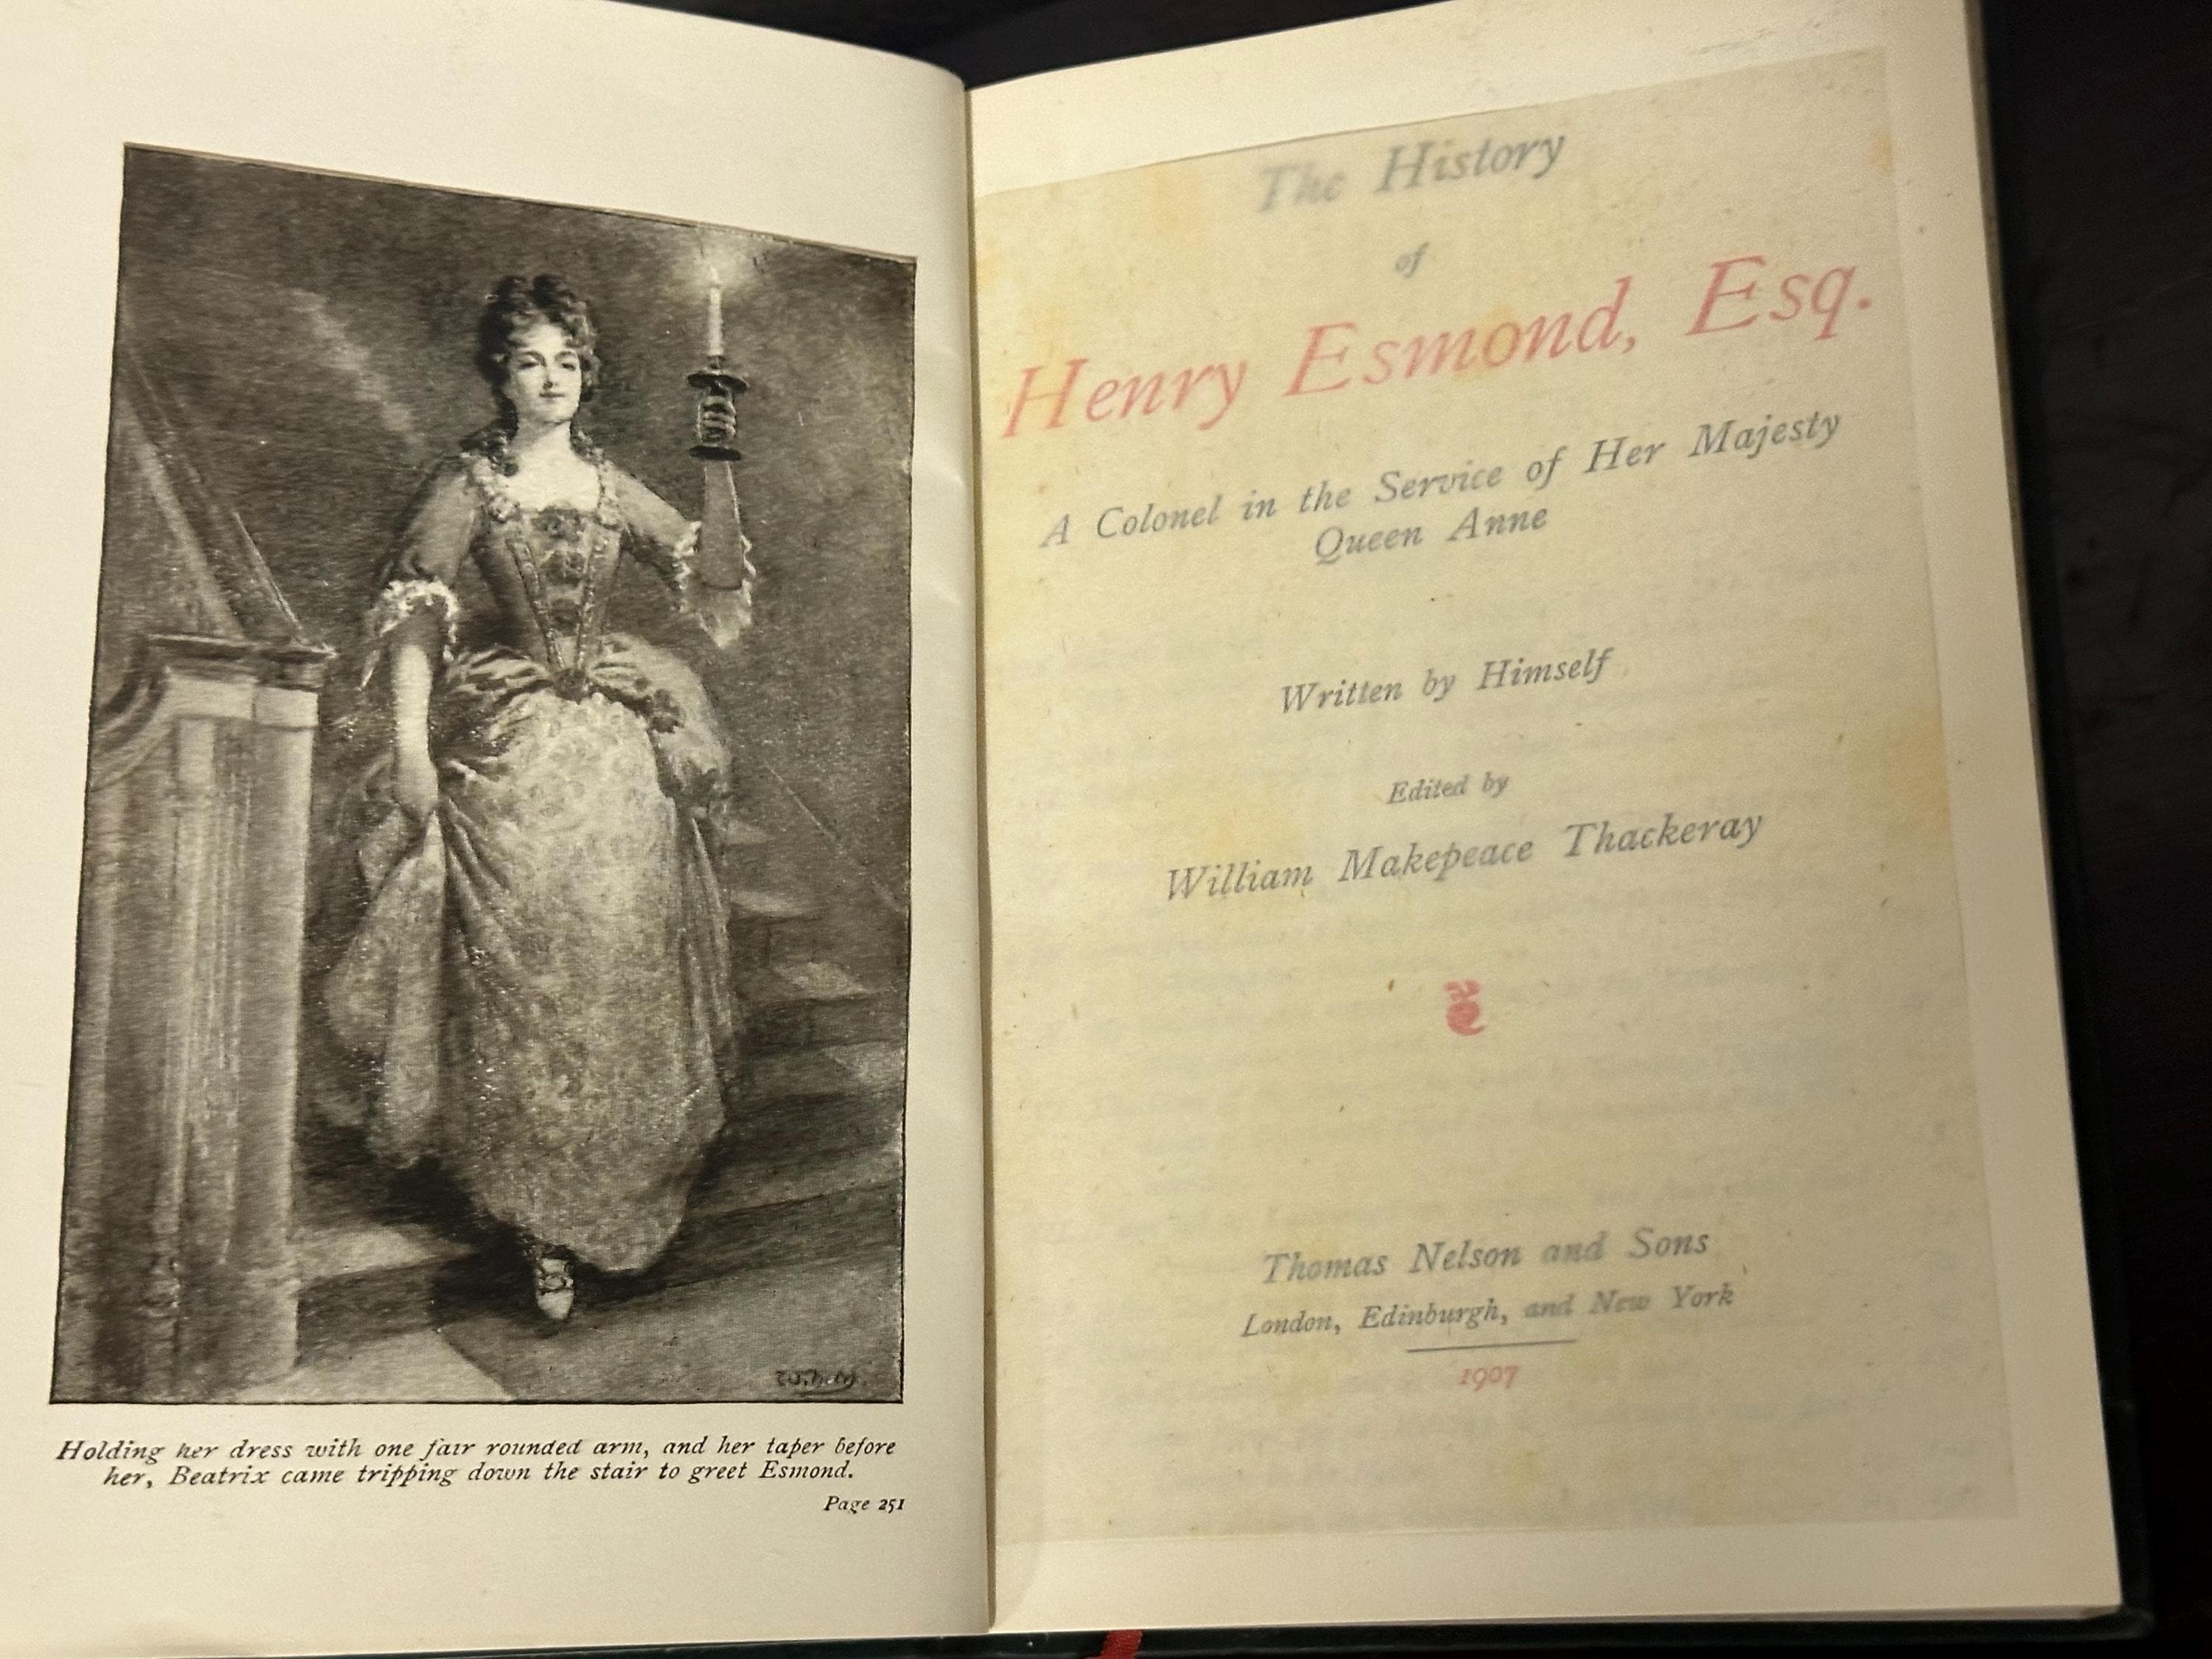 Holding her dress with one fair rounded arm, and her taper before
her, Beatrix came tripping down the stair to greet Esmond.
Page 251
The History
of
Henry Esmond, Esq.
A Colonel in the Service of Her Majesty
Queen Anne
Written by Himself
Edited by
William Makepeace Thackeray
Thomas Nelson and Sons
London, Edinburgh, and New York
1907